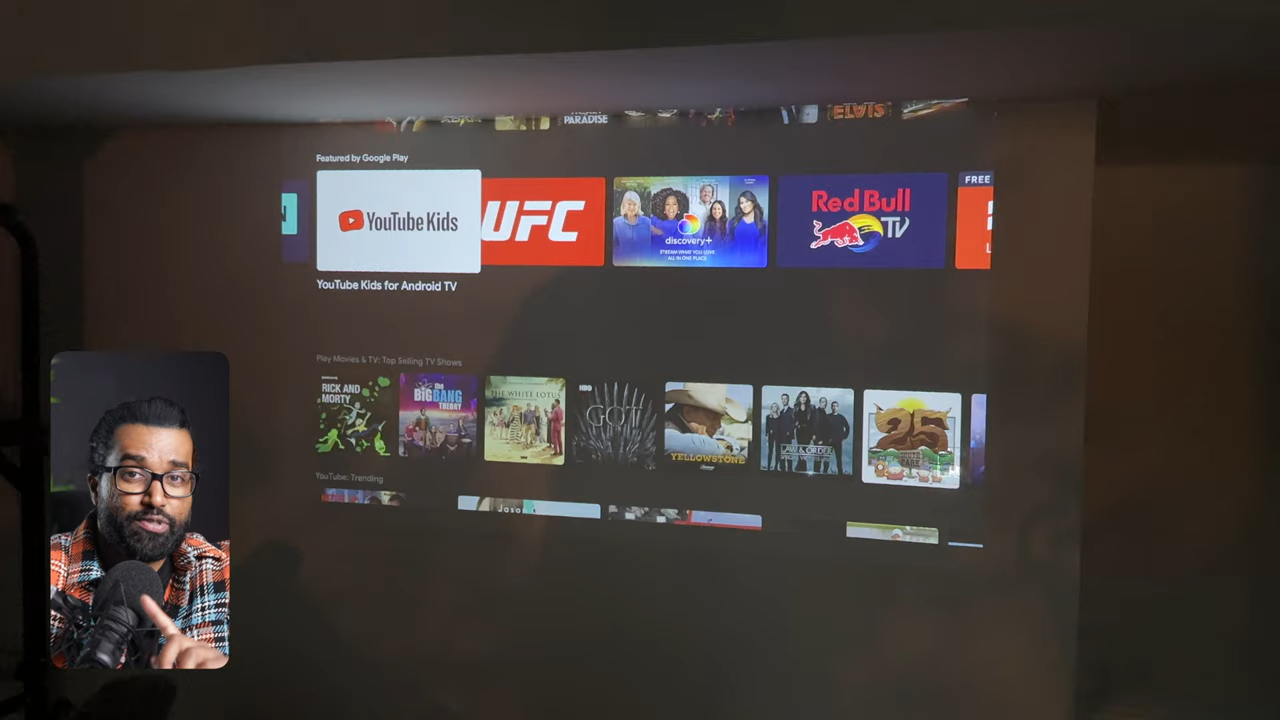 PARADISE
ELVIS
Featured by Google Play
YouTube Kids
UFC
discovery+
STREAM WHAT YOU LOVE
ALL IN ONE PLACE
Red Bull
TV
FREE
YouTube Kids for Android TV
Play Movies & TV: Top Selling TV Shows
RICK AND
MORTY
the
BIG BANG
THEORY
THE WHITE LOTUS
HBO
GOT
YELLOWSTONE
LAW & ORDER
25
YouTube: Trending
Jason